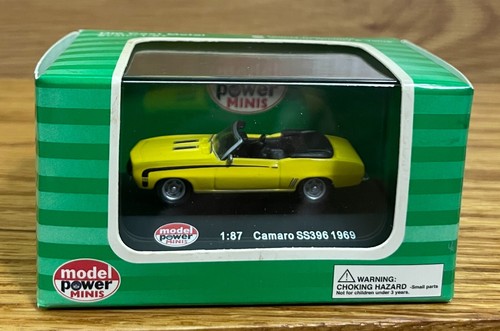 model
power
MINIS
model
power
MINIS
1:87 Camaro SS396 1969
model
power
MINIS
WARNING:
CHOKING HAZARD -Small parts
Not for children under 3 years.